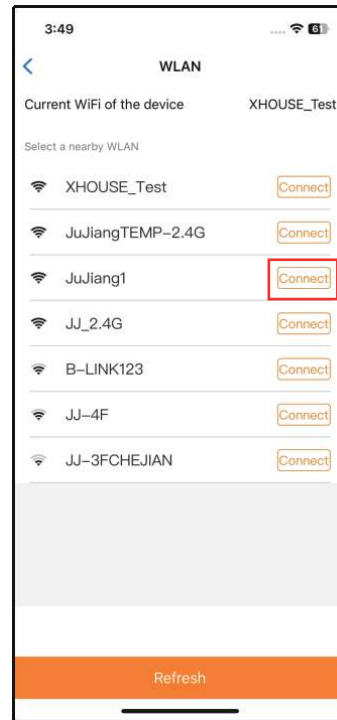 3:49 .... 61
WLAN
Current WiFi of the device XHOUSE_Test
Select a nearby WLAN
XHOUSE_Test Connect
JuJiangTEMP-2.4G Connect
JuJiang1 Connect
JJ_2.4G Connect
B-LINK123 Connect
JJ-4F Connect
JJ-3FCHEJIAN Connect
Refresh